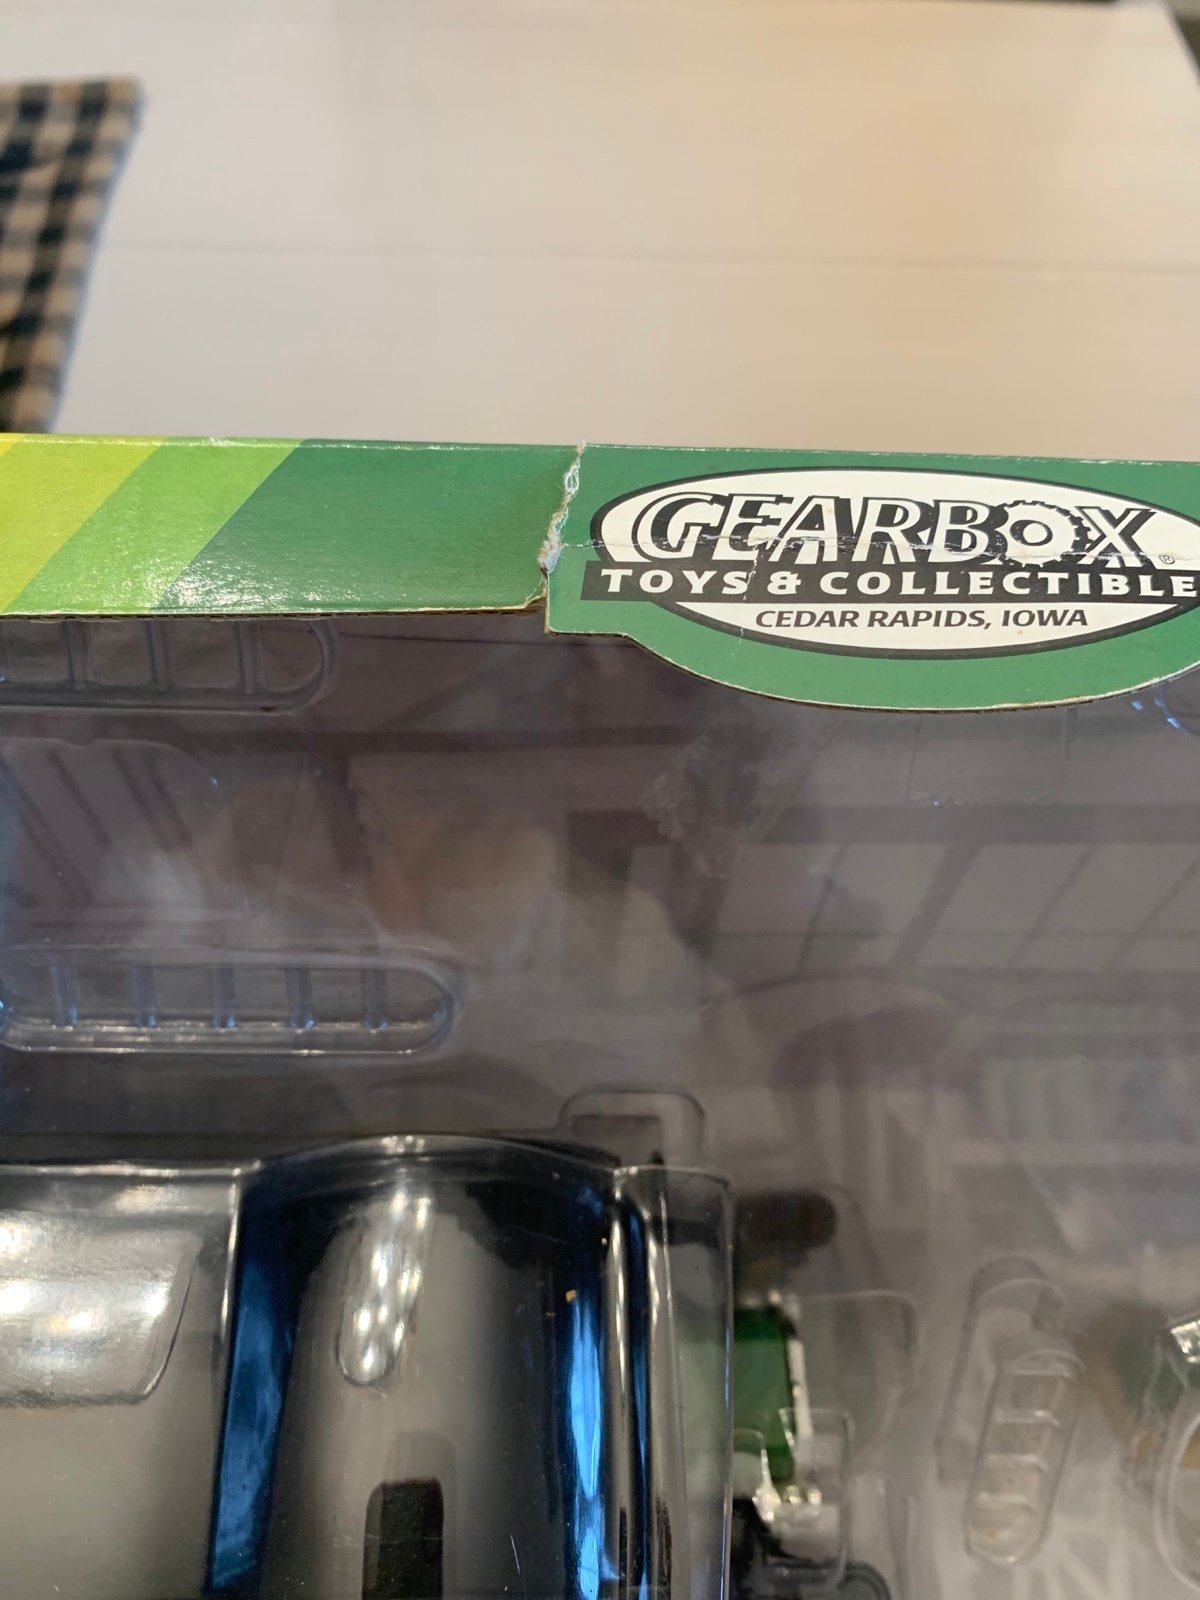 GEARBOX®
TOYS & COLLECTIBLE
CEDAR RAPIDS, IOWA